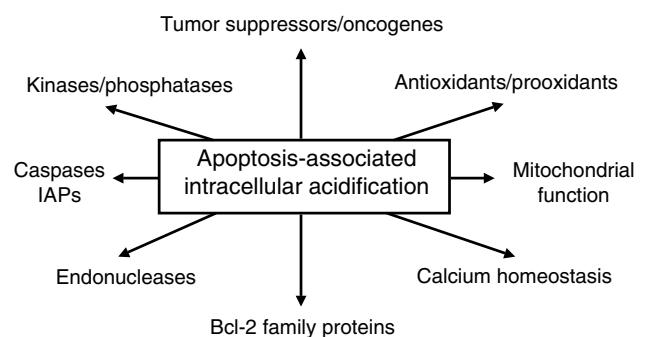 Tumor suppressors/oncogenes
Kinases/phosphatases
Antioxidants/prooxidants
Apoptosis-associated
intracellular acidification
Caspases
IAPs
Mitochondrial
function
Endonucleases
Calcium homeostasis
Bcl-2 family proteins